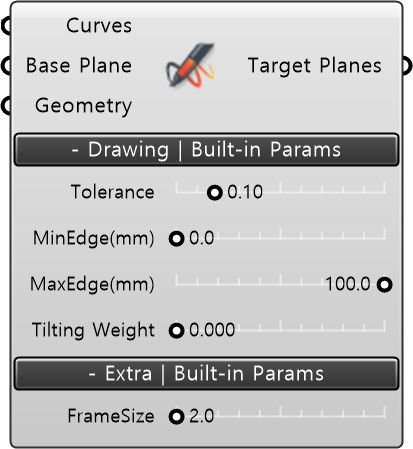 Curves
Base Plane
Target Planes
Geometry
- Drawing | Built-in Params
Tolerance 0.10
MinEdge(mm) 0.0
MaxEdge(mm) 100.0
Tilting Weight 0.000
- Extra | Built-in Params
FrameSize 2.0